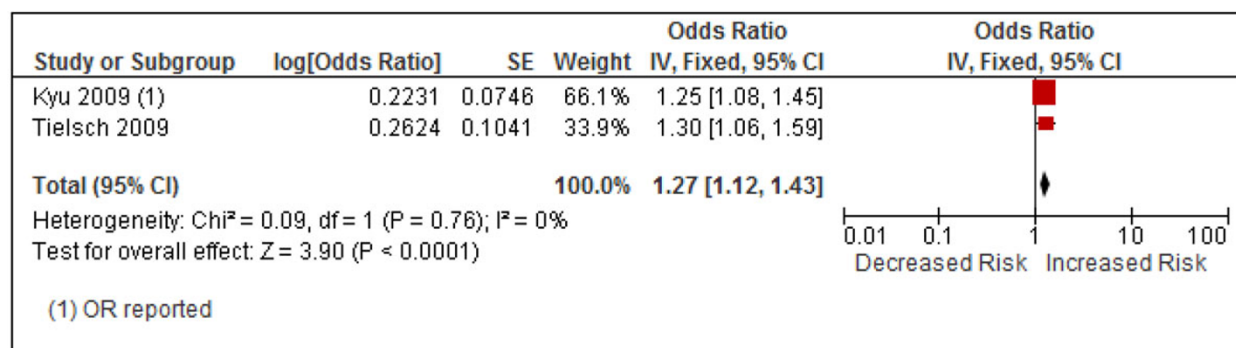 Odds Ratio Odds Ratio
Study or Subgroup log[Odds Ratio] SE Weight IV, Fixed, 95% CI IV, Fixed, 95% CI
Kyu 2009 (1) 0.2231 0.0746 66.1% 1.25 [1.08, 1.45]
Tielsch 2009 0.2624 0.1041 33.9% 1.30 [1.06, 1.59]
Total (95% CI) 100.0% 1.27 [1.12, 1.43]
Heterogeneity: Chi² = 0.09, df = 1 (P = 0.76); I² = 0%
Test for overall effect: Z = 3.90 (P < 0.0001)
0.01 0.1 1 10 100
Decreased Risk Increased Risk
(1) OR reported